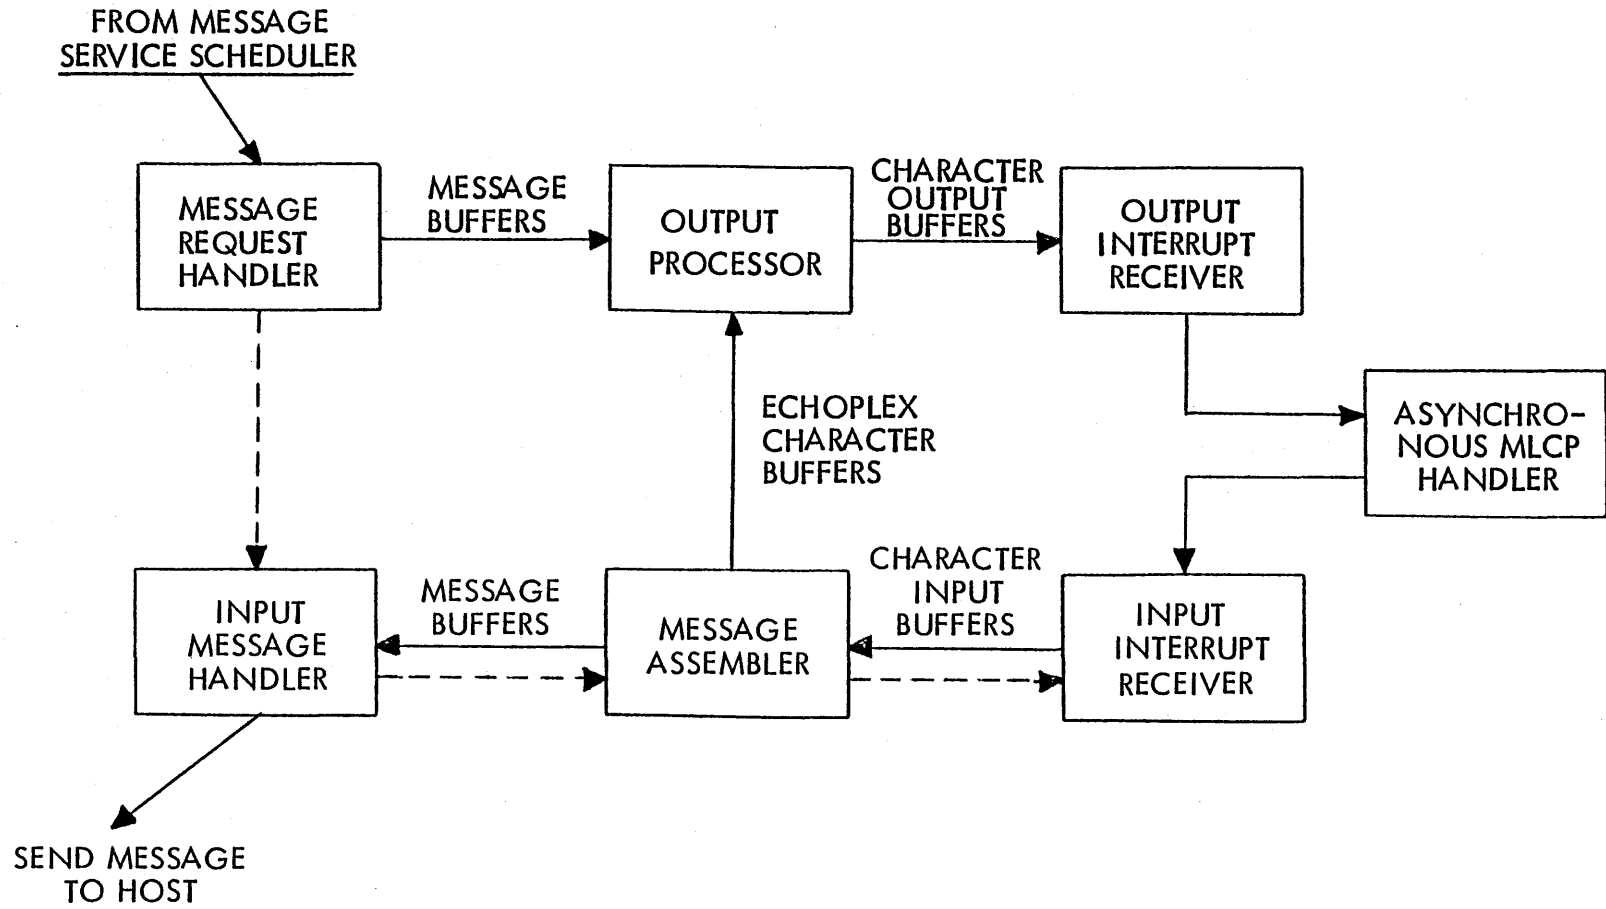 FROM MESSAGE
SERVICE SCHEDULER
MESSAGE
REQUEST
HANDLER
MESSAGE
BUFFERS
OUTPUT
PROCESSOR
CHARACTER
OUTPUT
BUFFERS
OUTPUT
INTERRUPT
RECEIVER
ASYNCHRO-
NOUS MLCP
HANDLER
ECHOPLEX
CHARACTER
BUFFERS
INPUT
MESSAGE
HANDLER
MESSAGE
BUFFERS
MESSAGE
ASSEMBLER
CHARACTER
INPUT
BUFFERS
INPUT
INTERRUPT
RECEIVER
SEND MESSAGE
TO HOST